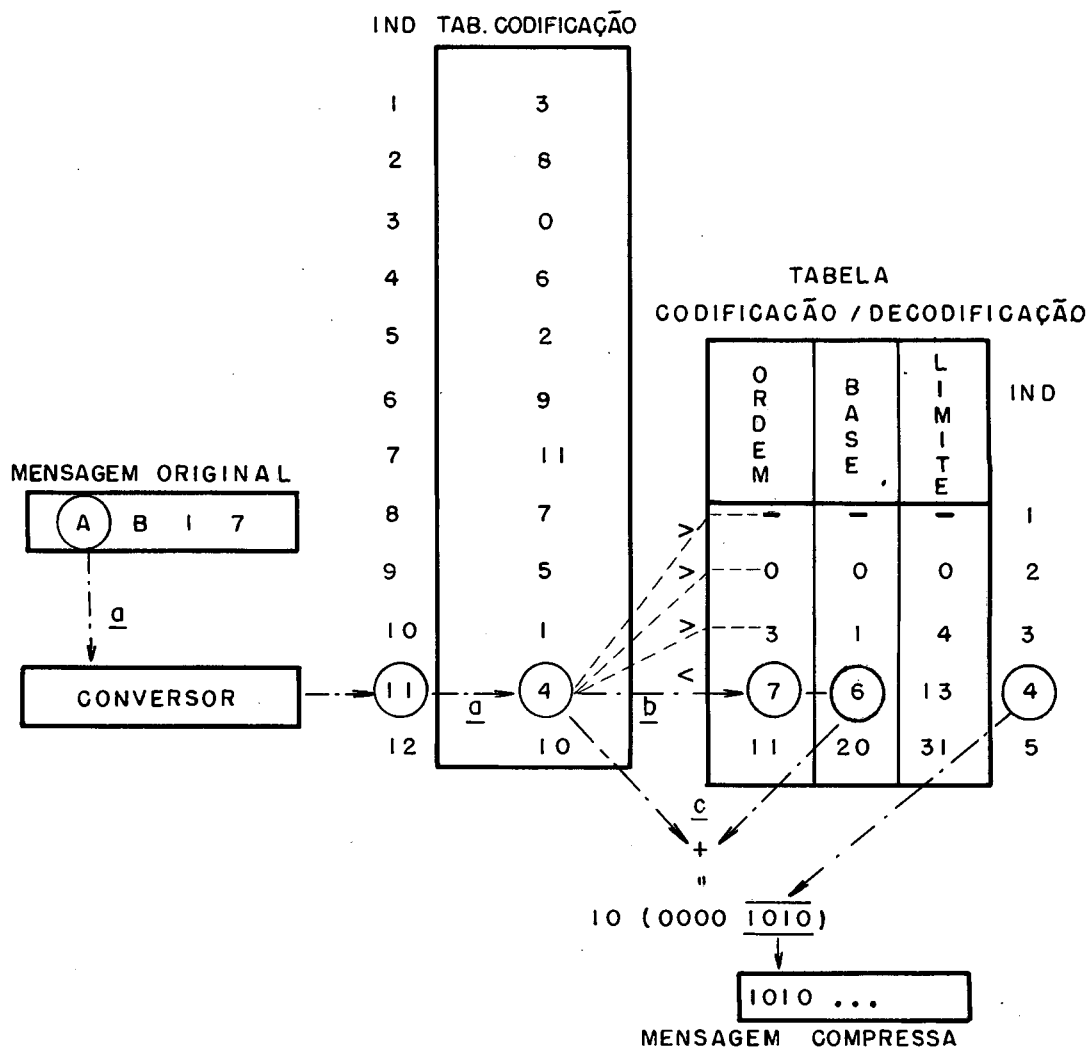 IND TAB. CODIFICAÇÃO
1 3
2 8
3 0
4 6
5 2
6 9
7 11
8 7
9 5
10 1
11 4
12 10
MENSAGEM ORIGINAL
A B 1 7
a
CONVERSOR
a
b
TABELA
CODIFICACÃO / DECODIFICAÇÃO
ORDEM BASE LIMITE IND
> - - - 1
> 0 0 0 2
> 3 1 4 3
< 7 6 13 4
11 20 31 5
c
+
"
10 (0000 1010)
1010 ...
MENSAGEM COMPRESSA